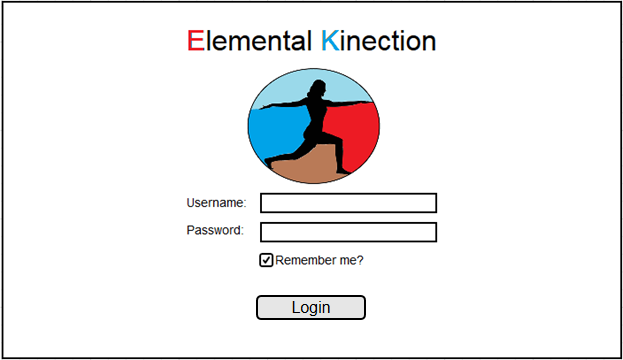 Elemental Kinection
Username:
Password:
Remember me?
Login